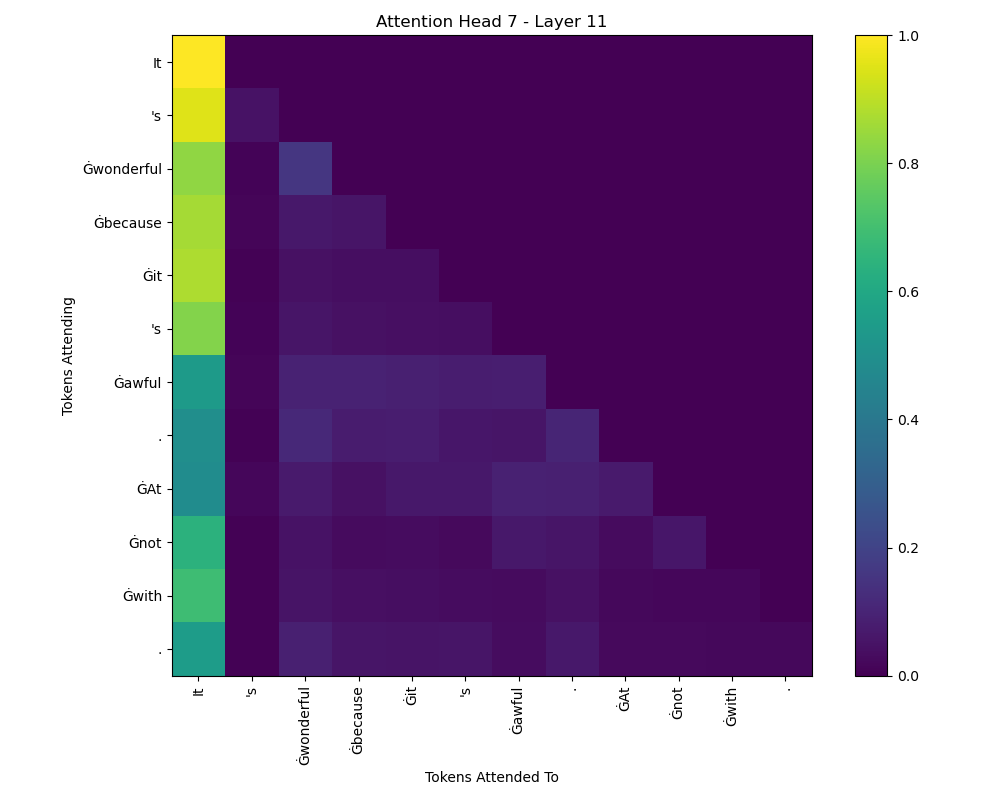 Attention Head 7 - Layer 11
It
's
Ġwonderful
Ġbecause
Ġit
's
Ġawful
.
ĠAt
Ġnot
Ġwith
.
Tokens Attending
It
's
Ġwonderful
Ġbecause
Ġit
's
Ġawful
.
ĠAt
Ġnot
Ġwith
.
Tokens Attended To
1.0
0.8
0.6
0.4
0.2
0.0